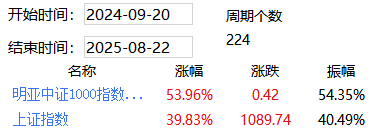 开始时间： 2024-09-20 周期个数
结束时间： 2025-08-22 224
名称 涨幅 涨跌 振幅
明亚中证1000指数... 53.96% 0.42 54.35%
上证指数 39.83% 1089.74 40.49%